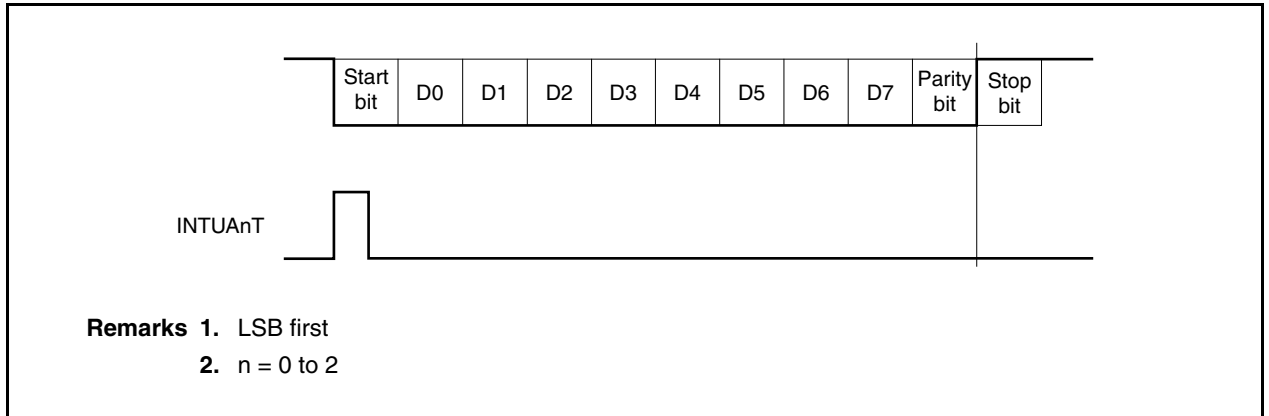 Start bit D0 D1 D2 D3 D4 D5 D6 D7 Parity bit Stop bit
INTUAnT
Remarks 1. LSB first
2. n = 0 to 2